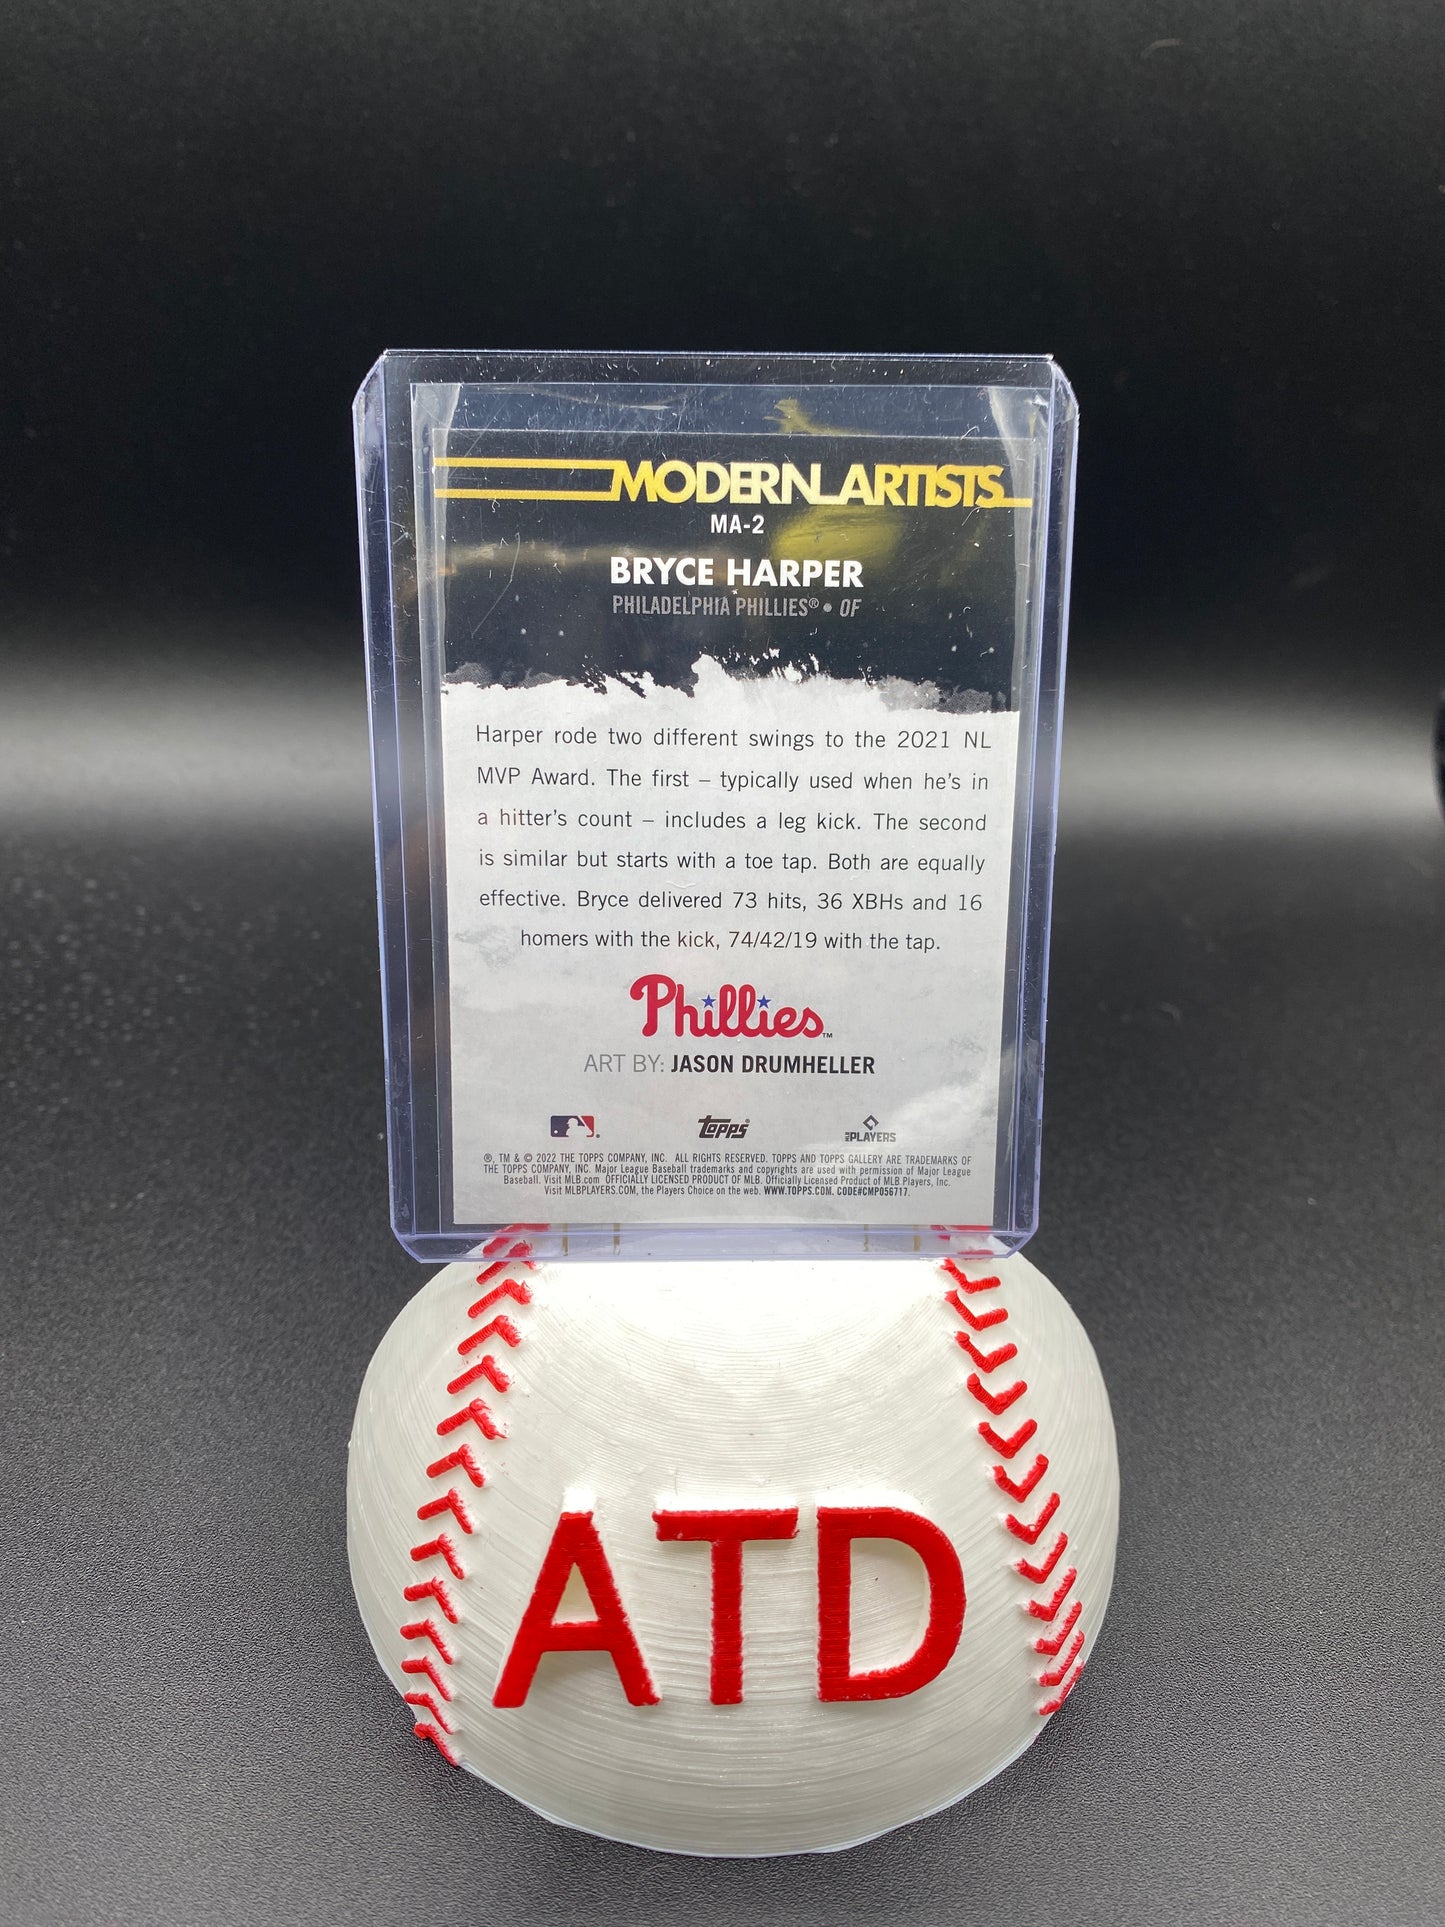 MODERN ARTISTS
MA-2
BRYCE HARPER
PHILADELPHIA PHILLIES® • OF
Harper rode two different swings to the 2021 NL
MVP Award. The first – typically used when he's in
a hitter's count – includes a leg kick. The second
is similar but starts with a toe tap. Both are equally
effective. Bryce delivered 73 hits, 36 XBHs and 16
homers with the kick, 74/42/19 with the tap.
Phillies™
ART BY: JASON DRUMHELLER
Topps®
MLB PLAYERS
®, TM & © 2022 THE TOPPS COMPANY, INC. ALL RIGHTS RESERVED. TOPPS AND TOPPS GALLERY ARE TRADEMARKS OF
THE TOPPS COMPANY, INC. Major League Baseball trademarks and copyrights are used with permission of Major League
Baseball. Visit MLB.com OFFICIALLY LICENSED PRODUCT OF MLB. Officially Licensed Product of MLB Players, Inc.
Visit MLBPLAYERS.COM, the Players Choice on the web. WWW.TOPPS.COM. CODE#CMP056717.
ATD